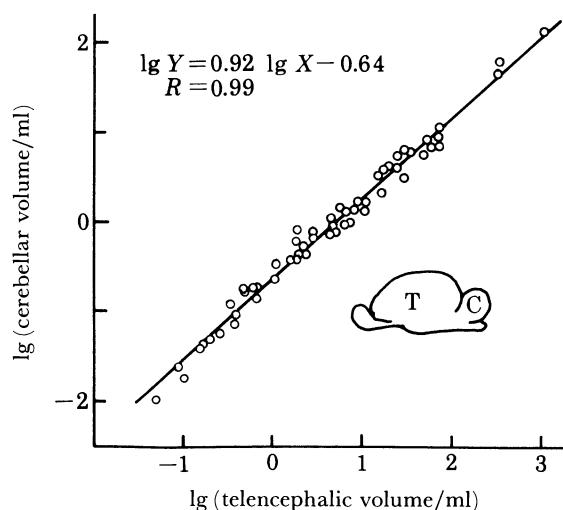 lg Y=0.92 lg X−0.64
R=0.99
2
0
−2
lg (cerebellar volume/ml)
T
C
−1
0
1
2
3
lg (telencephalic volume/ml)